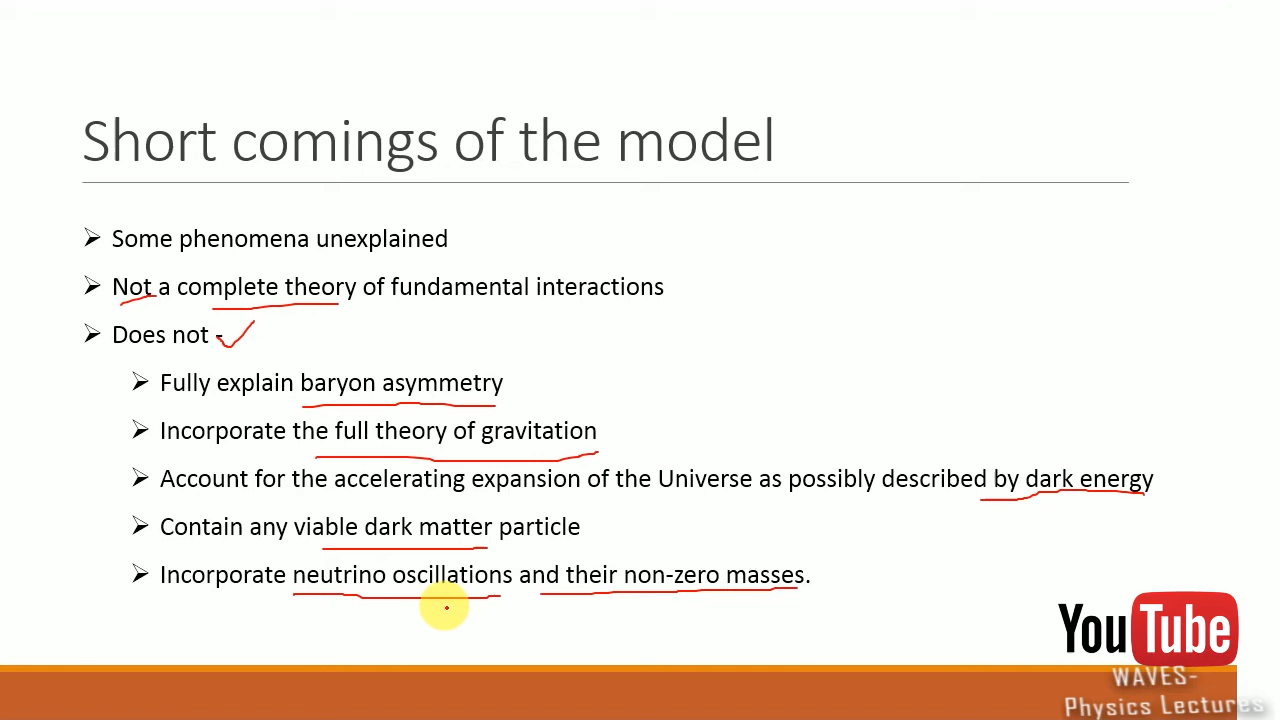 Short comings of the model
Some phenomena unexplained
Not a complete theory of fundamental interactions
Does not -
Fully explain baryon asymmetry
Incorporate the full theory of gravitation
Account for the accelerating expansion of the Universe as possibly described by dark energy
Contain any viable dark matter particle
Incorporate neutrino oscillations and their non-zero masses.
YouTube
WAVES-
Physics Lectures